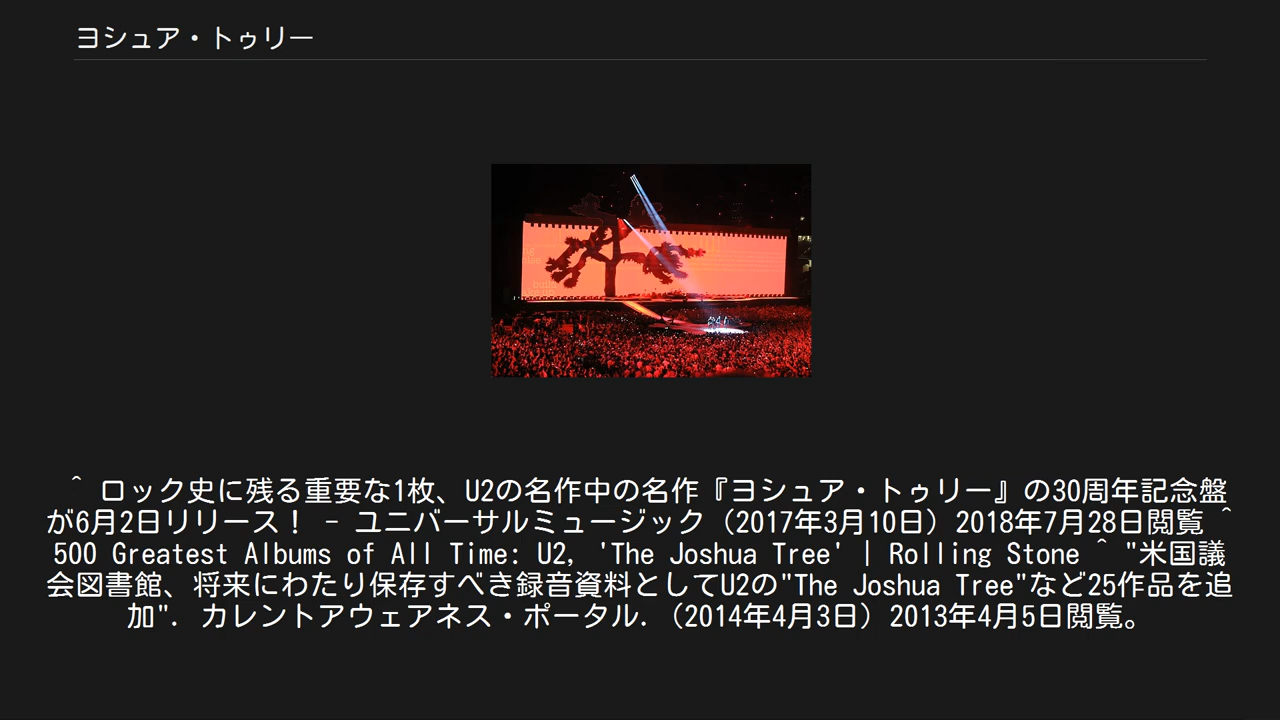 ヨシュア・トゥリー
^ ロック史に残る重要な1枚、U2の名作中の名作『ヨシュア・トゥリー』の30周年記念盤
が6月2日リリース！ - ユニバーサルミュージック（2017年3月10日）2018年7月28日閲覧 ^
500 Greatest Albums of All Time: U2, 'The Joshua Tree' | Rolling Stone ^ "米国議
会図書館、将来にわたり保存すべき録音資料としてU2の"The Joshua Tree"など25作品を追
加". カレントアウェアネス・ポータル. （2014年4月3日）2013年4月5日閲覧。